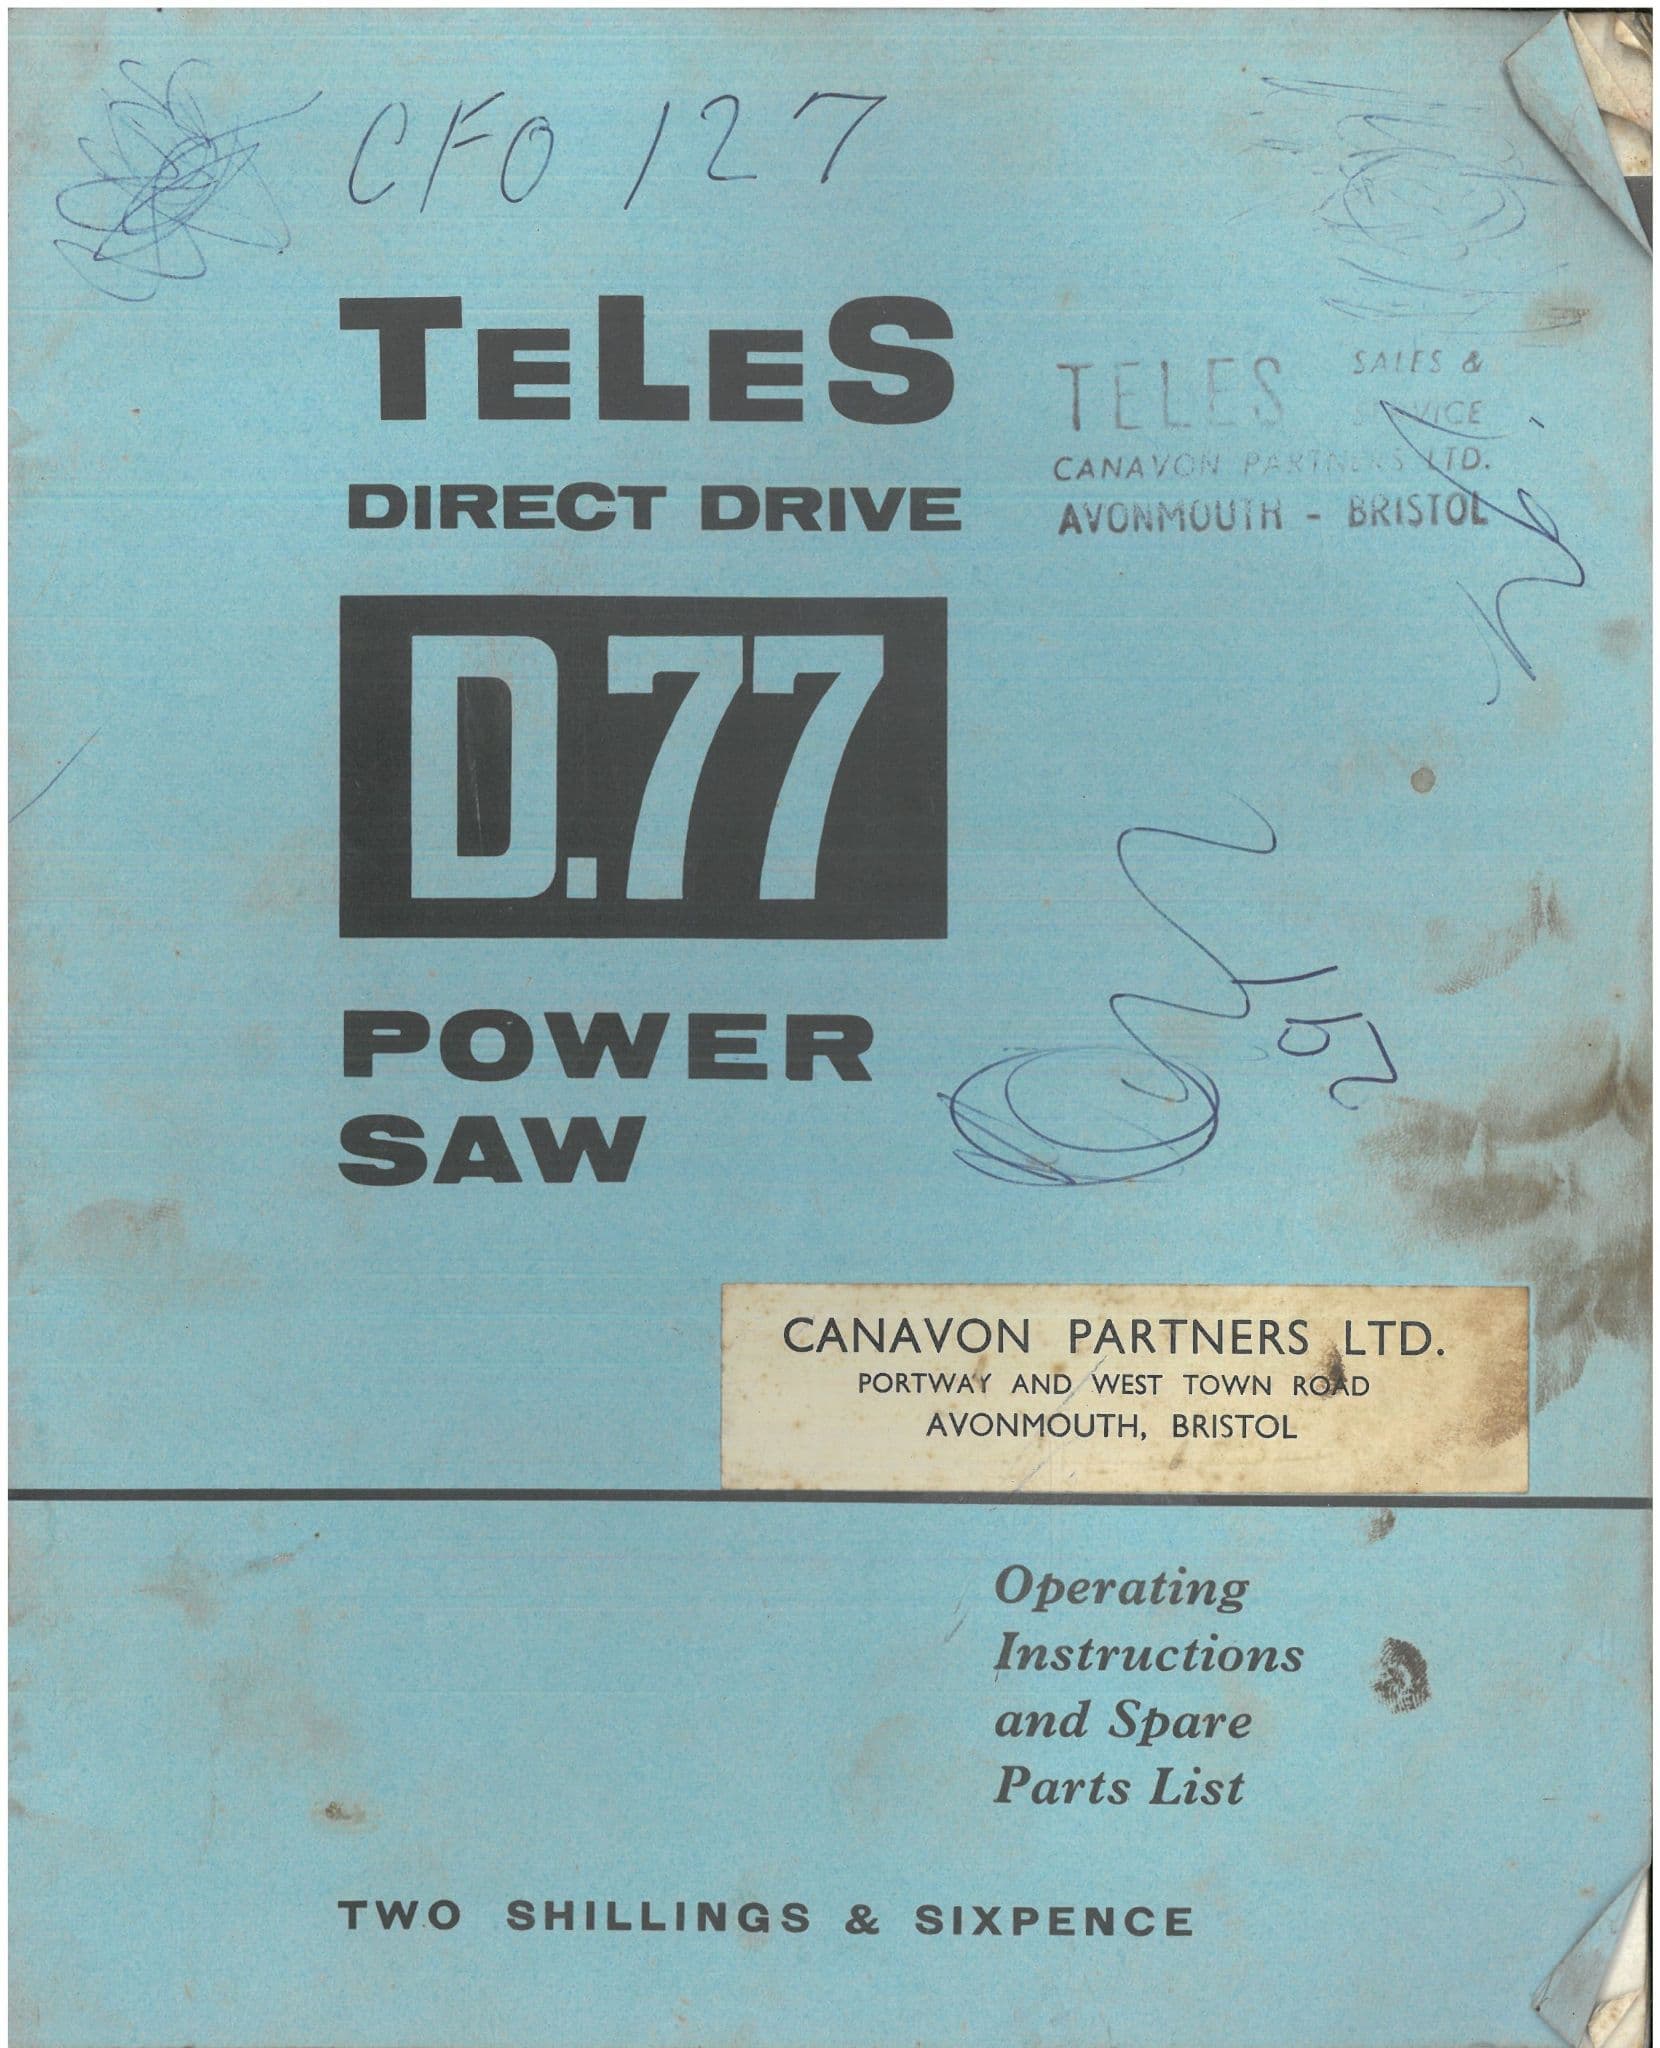 CFO 127
TELES
DIRECT DRIVE
D.77
POWER
SAW
TELES SALES &
SERVICE
CANAVON PARTNERS LTD.
AVONMOUTH - BRISTOL
CANAVON PARTNERS LTD.
PORTWAY AND WEST TOWN ROAD
AVONMOUTH, BRISTOL
Operating
Instructions
and Spare
Parts List
TWO SHILLINGS & SIXPENCE